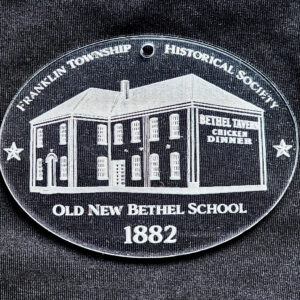 FRANKLIN TOWNSHIP HISTORICAL SOCIETY
BETHEL TAVERN
CHICKEN
DINNER
OLD NEW BETHEL SCHOOL
1882